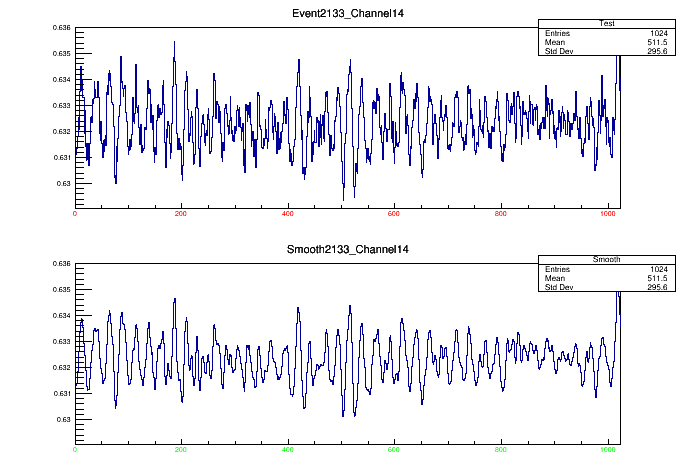 Event2133_Channel14
Test
Entries 1024
Mean 511.5
Std Dev 295.6
0.636
0.635
0.634
0.633
0.632
0.631
0.63
0 200 400 600 800 1000
Smooth2133_Channel14
Smooth
Entries 1024
Mean 511.5
Std Dev 295.6
0.636
0.635
0.634
0.633
0.632
0.631
0.63
0 200 400 600 800 1000